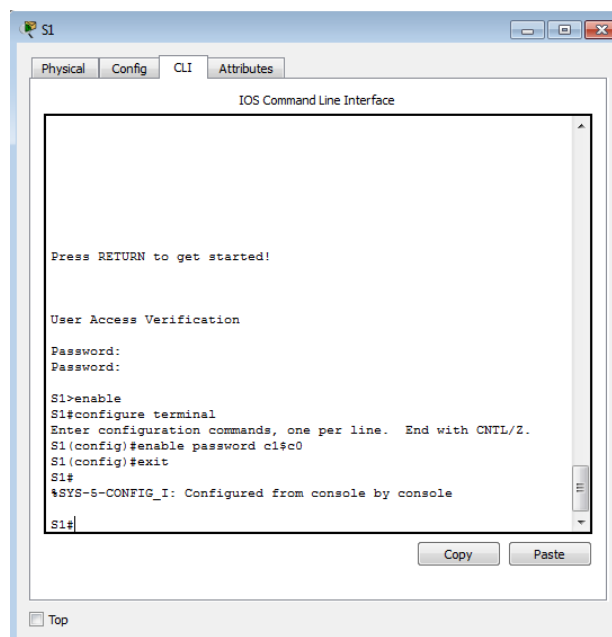 S1
Physical Config CLI Attributes
IOS Command Line Interface
Press RETURN to get started!
User Access Verification
Password:
Password:
S1>enable
S1#configure terminal
Enter configuration commands, one per line.  End with CNTL/Z.
S1(config)#enable password c1$c0
S1(config)#exit
S1#
%SYS-5-CONFIG_I: Configured from console by console
S1#
Copy Paste
Top